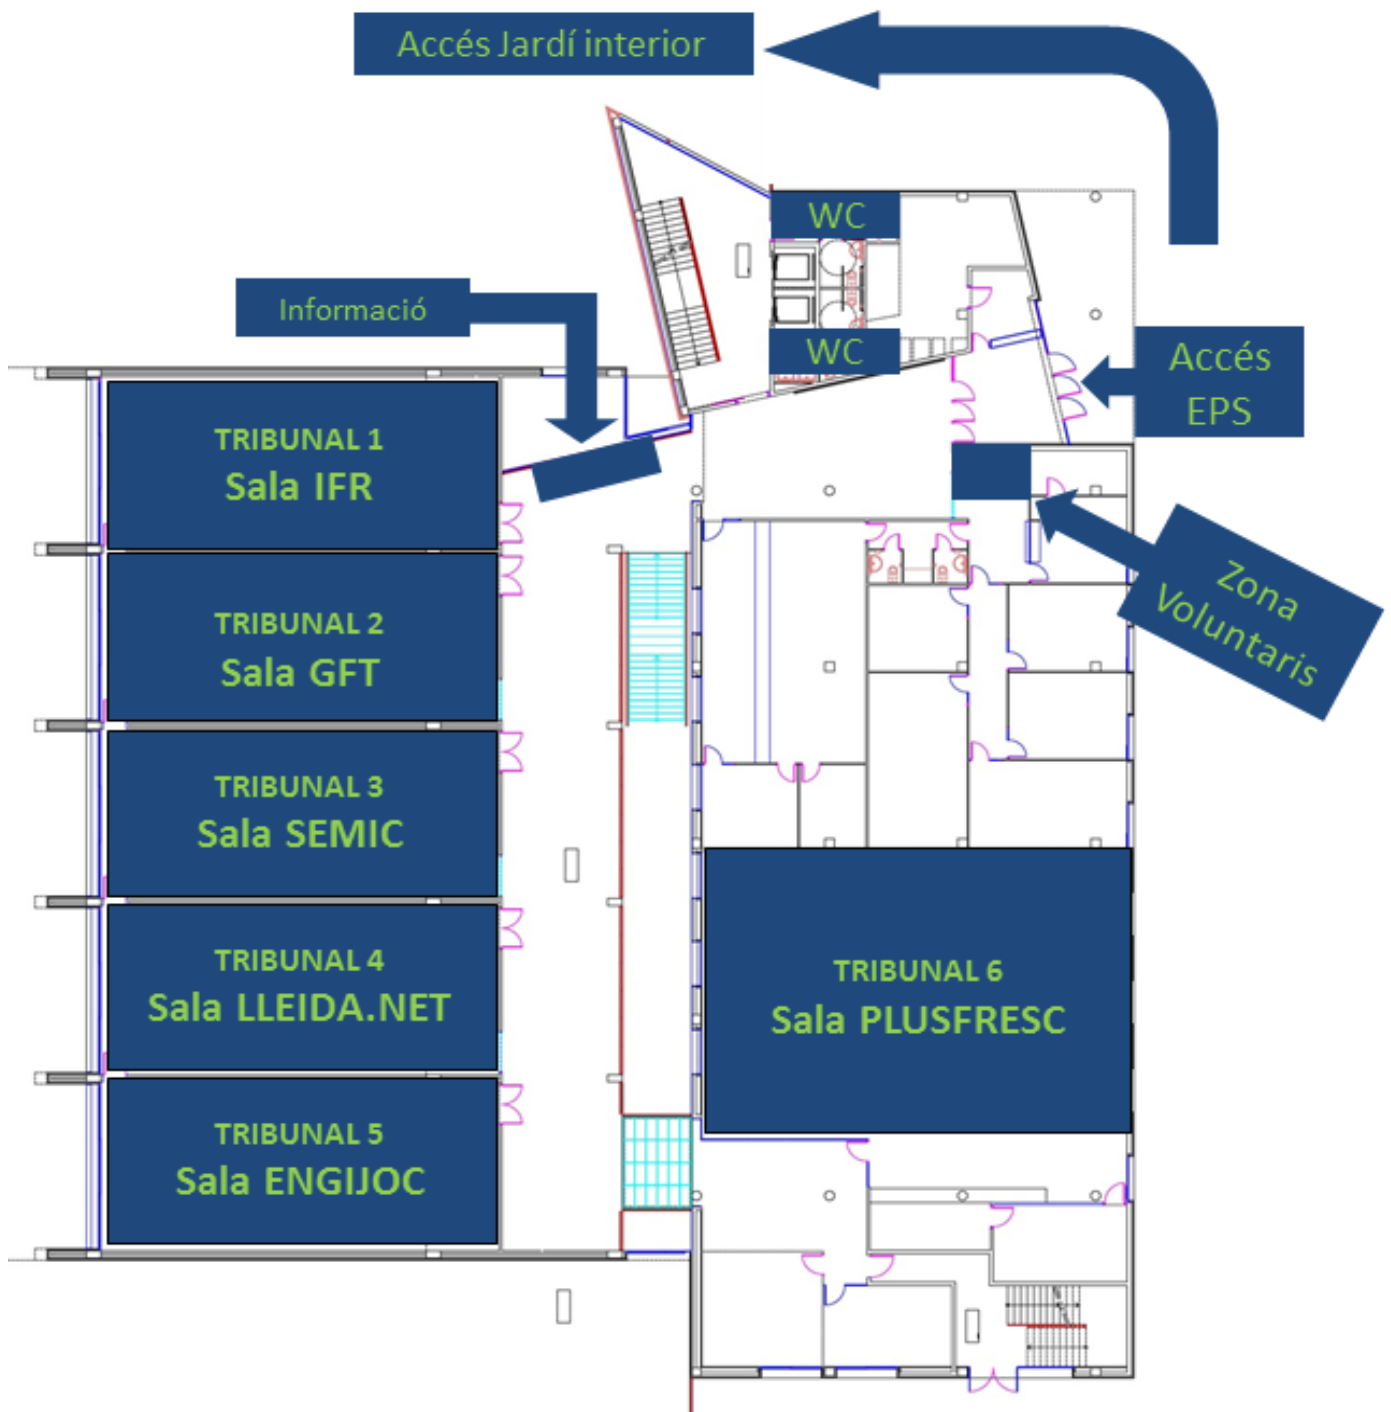 Accés Jardí interior
WC
Informació
WC
Accés
EPS
TRIBUNAL 1
Sala IFR
Zona
Voluntaris
TRIBUNAL 2
Sala GFT
TRIBUNAL 3
Sala SEMIC
TRIBUNAL 4
Sala LLEIDA.NET
TRIBUNAL 6
Sala PLUSFRESC
TRIBUNAL 5
Sala ENGIJOC